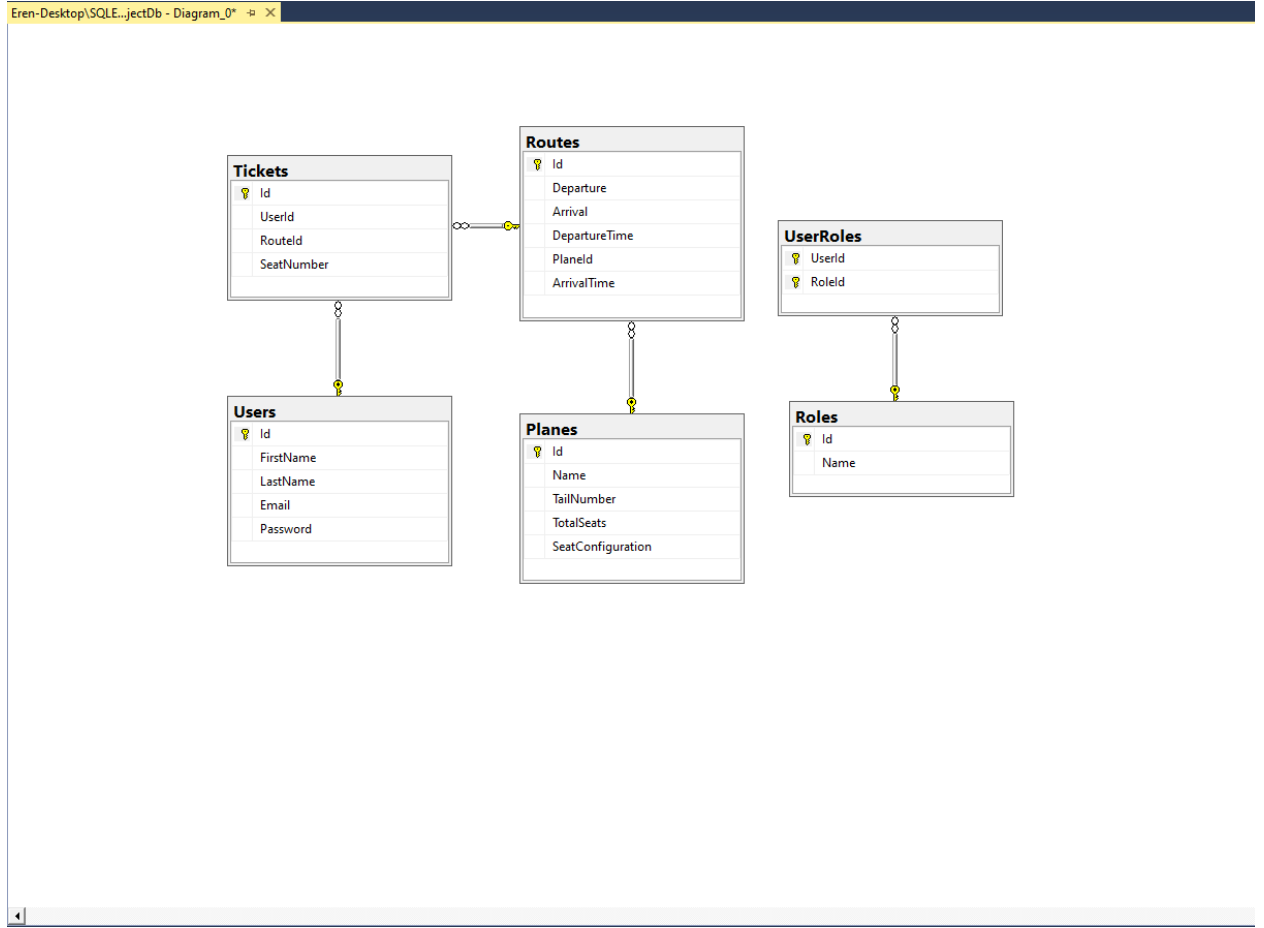 Eren-Desktop\SQLE...jectDb - Diagram_0*
Tickets
Id
UserId
RouteId
SeatNumber
Routes
Id
Departure
Arrival
DepartureTime
PlaneId
ArrivalTime
UserRoles
UserId
RoleId
Users
Id
FirstName
LastName
Email
Password
Planes
Id
Name
TailNumber
TotalSeats
SeatConfiguration
Roles
Id
Name